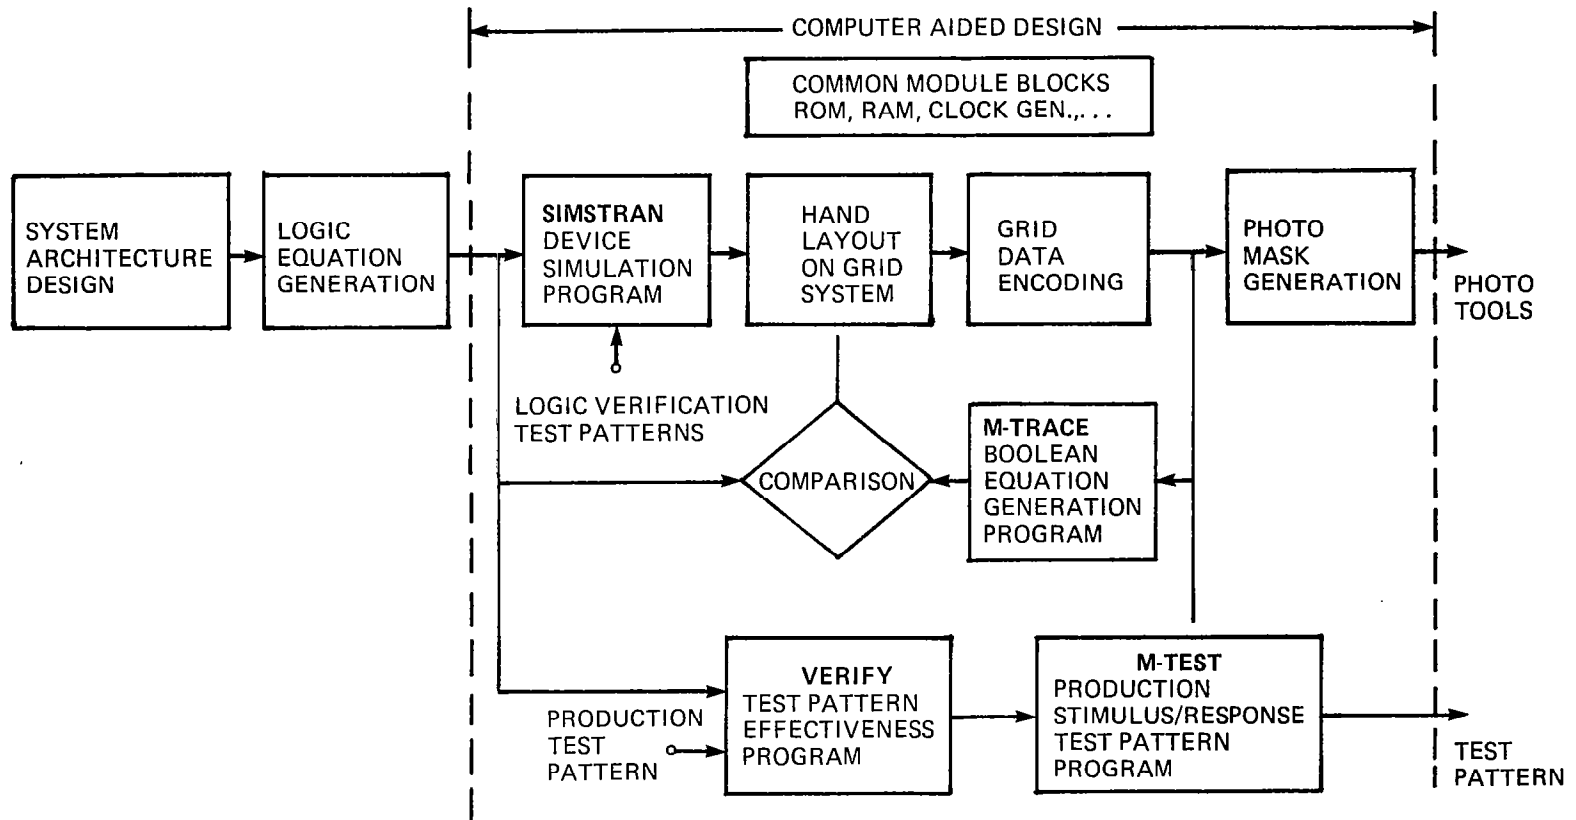 COMPUTER AIDED DESIGN
COMMON MODULE BLOCKS
ROM, RAM, CLOCK GEN.,...
SYSTEM
ARCHITECTURE
DESIGN
LOGIC
EQUATION
GENERATION
SIMSTRAN
DEVICE
SIMULATION
PROGRAM
HAND
LAYOUT
ON GRID
SYSTEM
GRID
DATA
ENCODING
PHOTO
MASK
GENERATION
PHOTO
TOOLS
LOGIC VERIFICATION
TEST PATTERNS
COMPARISON
M-TRACE
BOOLEAN
EQUATION
GENERATION
PROGRAM
PRODUCTION
TEST
PATTERN
VERIFY
TEST PATTERN
EFFECTIVENESS
PROGRAM
M-TEST
PRODUCTION
STIMULUS/RESPONSE
TEST PATTERN
PROGRAM
TEST
PATTERN